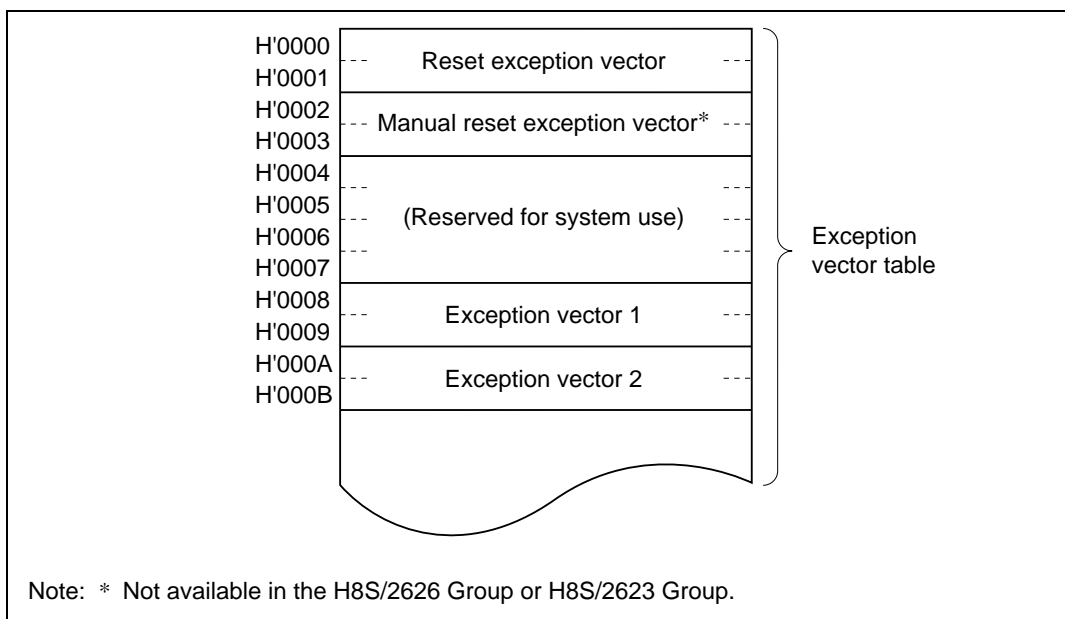 H'0000
H'0001
Reset exception vector
H'0002
H'0003
Manual reset exception vector*
H'0004
H'0005
H'0006
H'0007
(Reserved for system use)
H'0008
H'0009
Exception vector 1
H'000A
H'000B
Exception vector 2
Exception
vector table
Note: * Not available in the H8S/2626 Group or H8S/2623 Group.